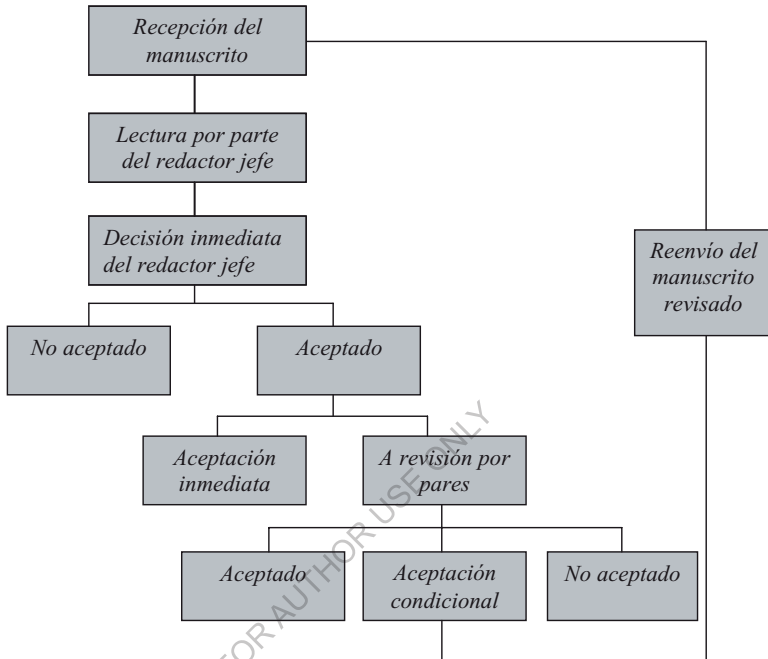 Recepción del
manuscrito
Lectura por parte
del redactor jefe
Decisión inmediata
del redactor jefe
Reenvío del
manuscrito
revisado
No aceptado
Aceptado
Aceptación
inmediata
A revisión por
pares
Aceptado
Aceptación
condicional
No aceptado
FOR AUTHOR USE ONLY